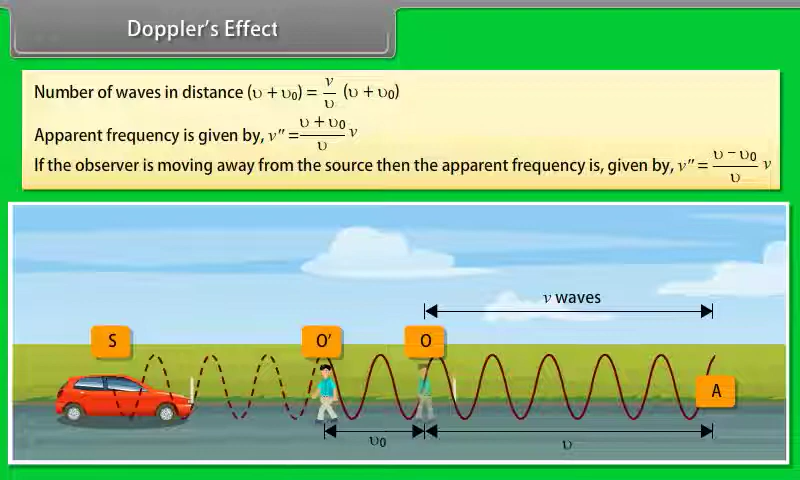 Doppler's Effect
Number of waves in distance (υ + υ₀) = ν/υ (υ + υ₀)
Apparent frequency is given by, ν″ = (υ + υ₀)/υ ν
If the observer is moving away from the source then the apparent frequency is, given by, ν″ = (υ − υ₀)/υ ν
ν waves
S O' O
A
υ₀ υ